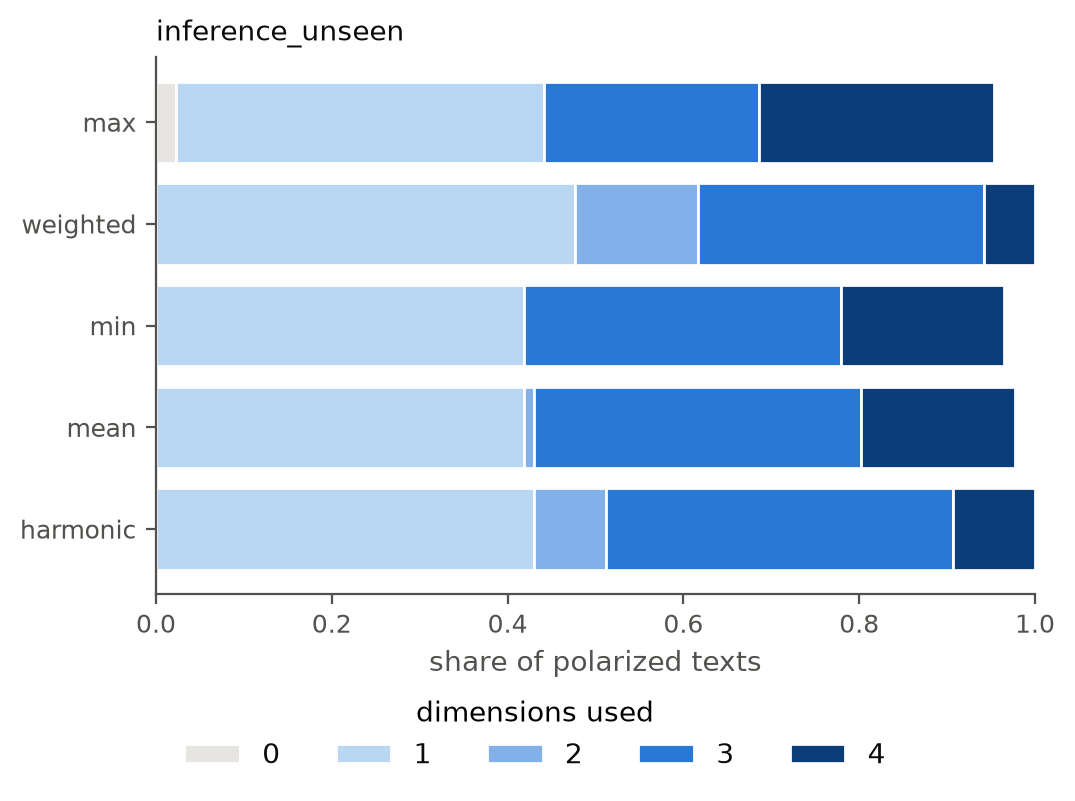 inference_unseen
max
weighted
min
mean
harmonic
0.0 0.2 0.4 0.6 0.8 1.0
share of polarized texts
dimensions used
0 1 2 3 4